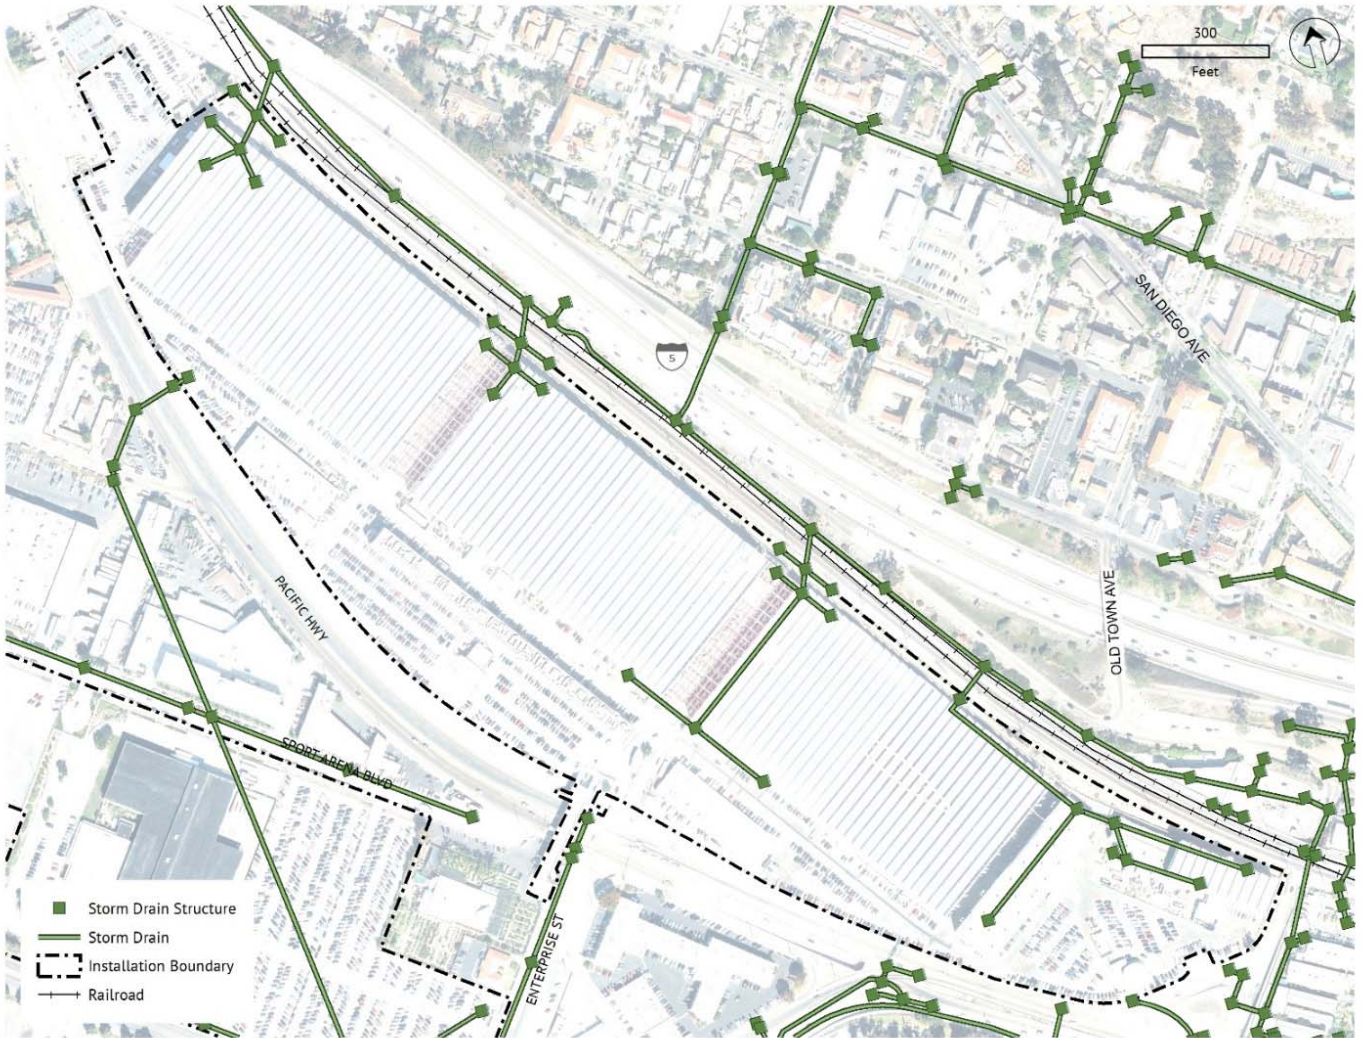 300
Feet
SAN DIEGO AVE
5
OLD TOWN AVE
PACIFIC HWY
SPORT ARENA BLVD
ENTERPRISE ST
Storm Drain Structure
Storm Drain
Installation Boundary
Railroad